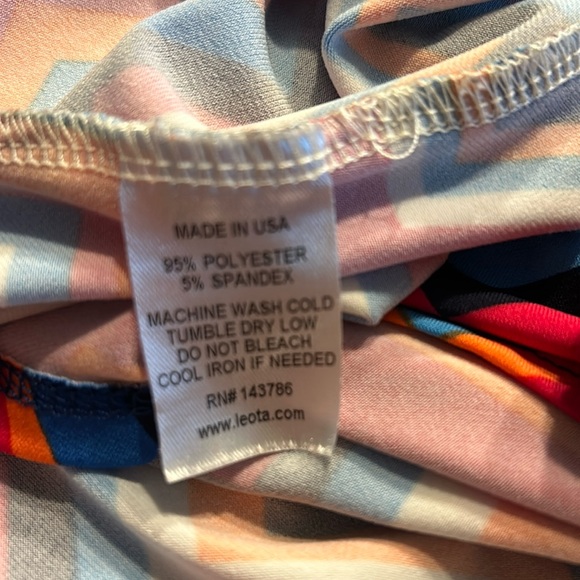 MADE IN USA
95% POLYESTER
5% SPANDEX
MACHINE WASH COLD
TUMBLE DRY LOW
DO NOT BLEACH
COOL IRON IF NEEDED
RN# 143786
www.leota.com